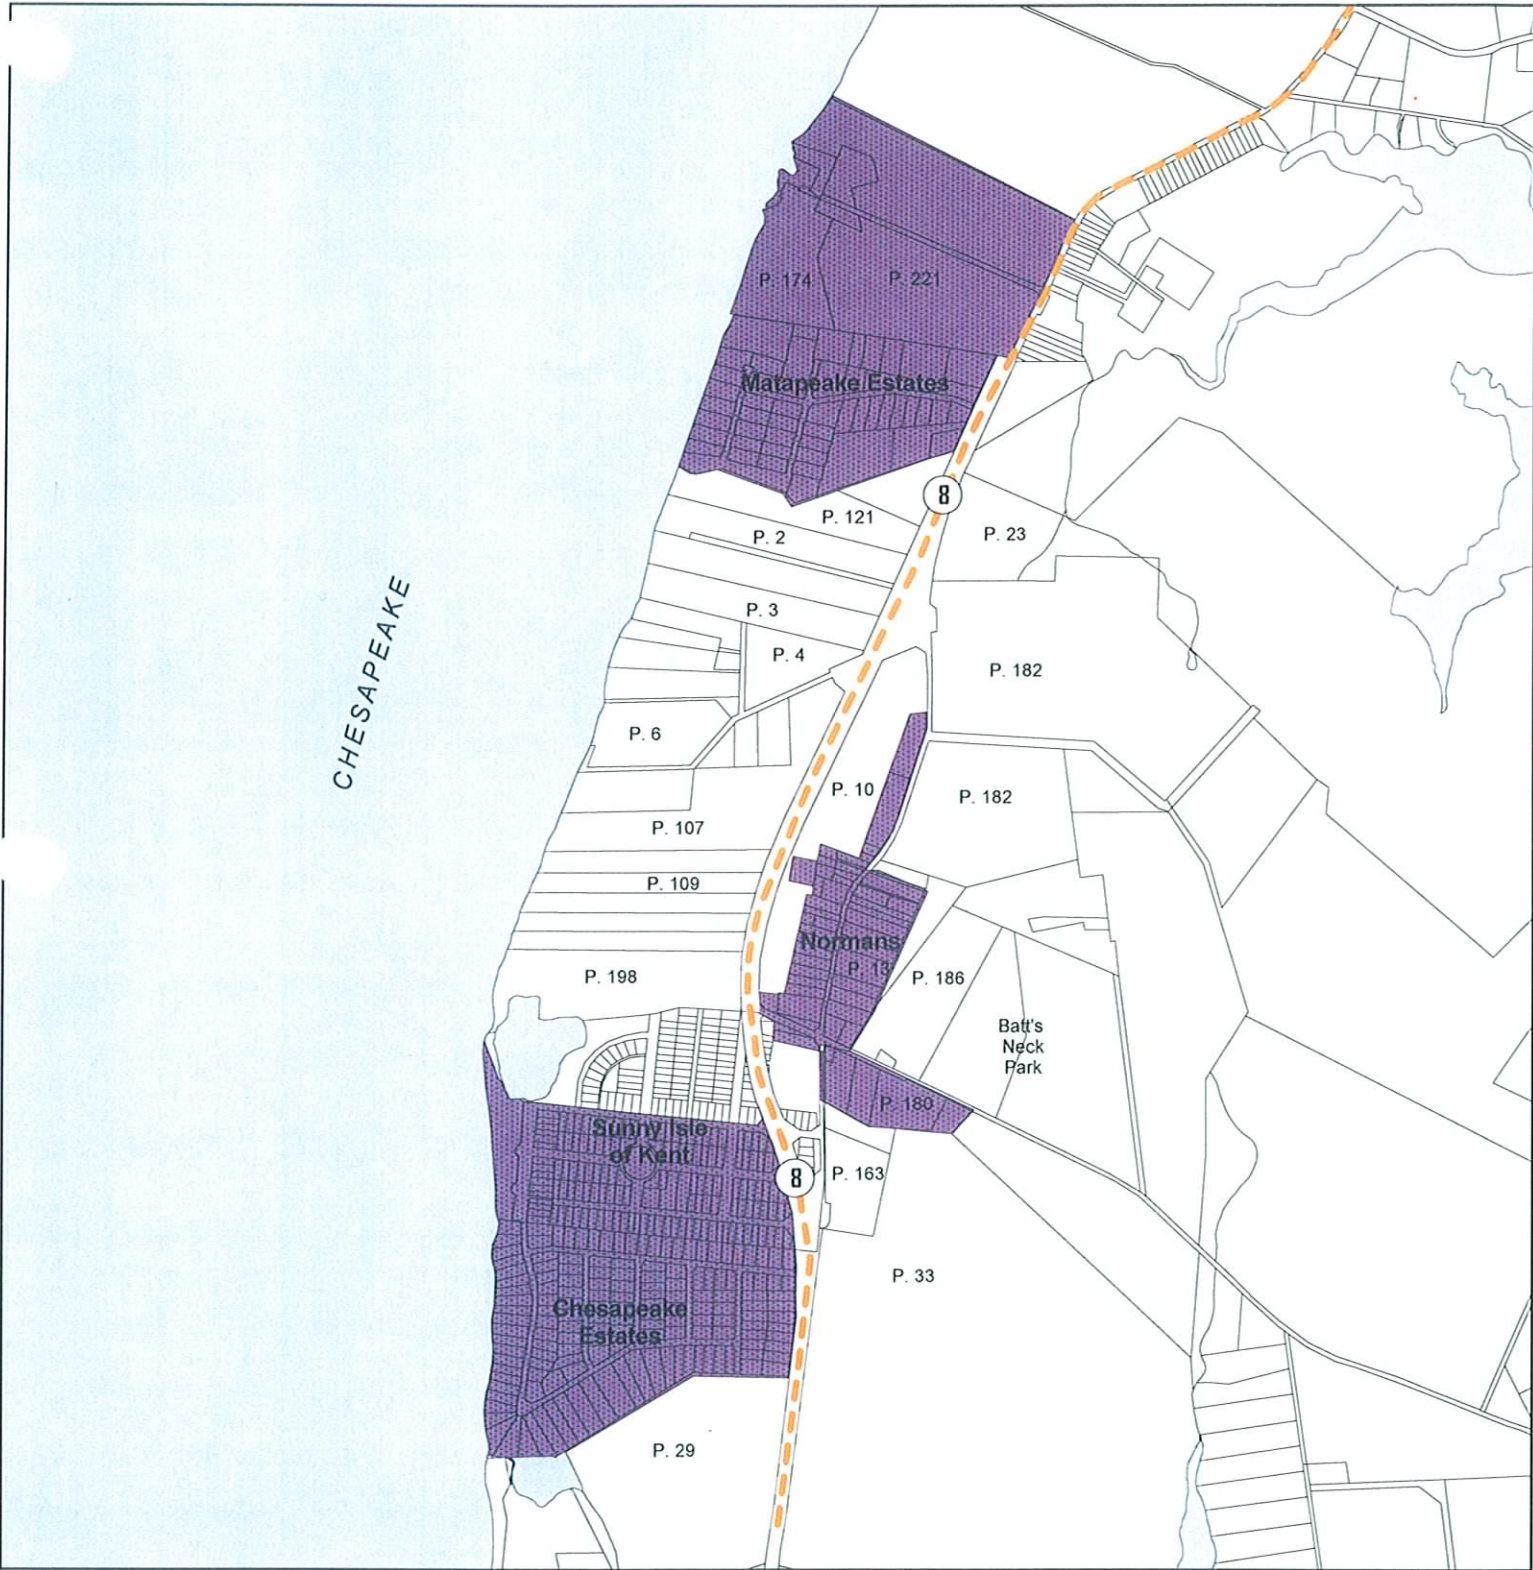 P. 174
P. 221
Matapeake Estates
8
P. 121
P. 2
P. 23
CHESAPEAKE
P. 3
P. 4
P. 182
P. 6
P. 10
P. 182
P. 107
P. 109
Normans
P. 13
P. 198
P. 186
Batt's
Neck
Park
P. 180
Sunny Isle
of Kent
8
P. 163
P. 33
Chesapeake
Estates
P. 29